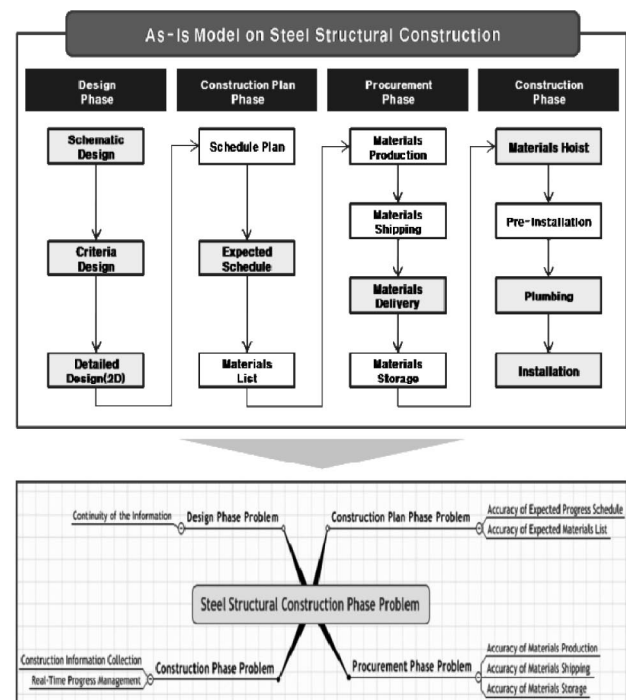 As-Is Model on Steel Structural Construction
Design
Phase
Construction Plan
Phase
Procurement
Phase
Construction
Phase
Schematic
Design
Criteria
Design
Detailed
Design(2D)
Schedule Plan
Expected
Schedule
Materials
List
Materials
Production
Materials
Shipping
Materials
Delivery
Materials
Storage
Materials Hoist
Pre-Installation
Plumbing
Installation
Continuity of the Information
Design Phase Problem
Construction Plan Phase Problem
Accuracy of Expected Progress Schedule
Accuracy of Expected Materials List
Steel Structural Construction Phase Problem
Construction Information Collection
Real-Time Progress Management
Construction Phase Problem
Procurement Phase Problem
Accuracy of Materials Production
Accuracy of Materials Shipping
Accuracy of Materials Storage